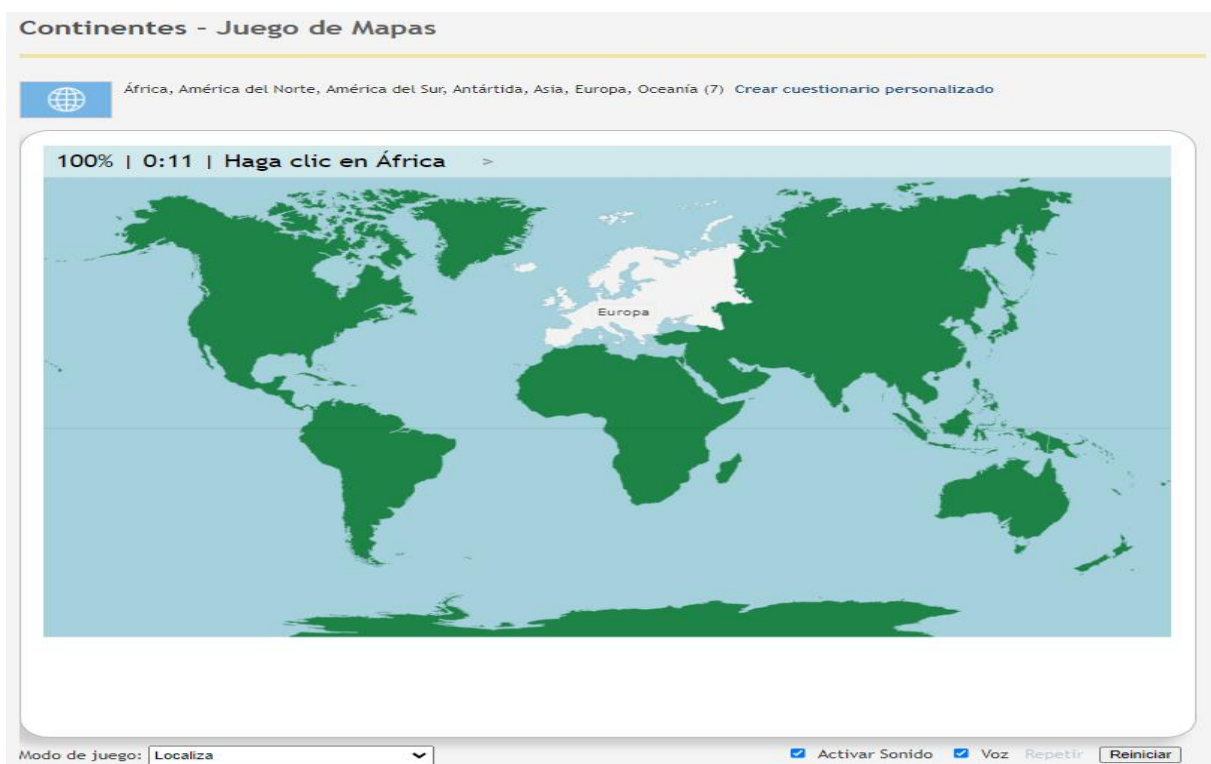 Continentes - Juego de Mapas
África, América del Norte, América del Sur, Antártida, Asia, Europa, Oceanía (7) Crear cuestionario personalizado
100% | 0:11 | Haga clic en África >
Europa
Modo de juego: Localiza Activar Sonido Voz Repetir Reiniciar